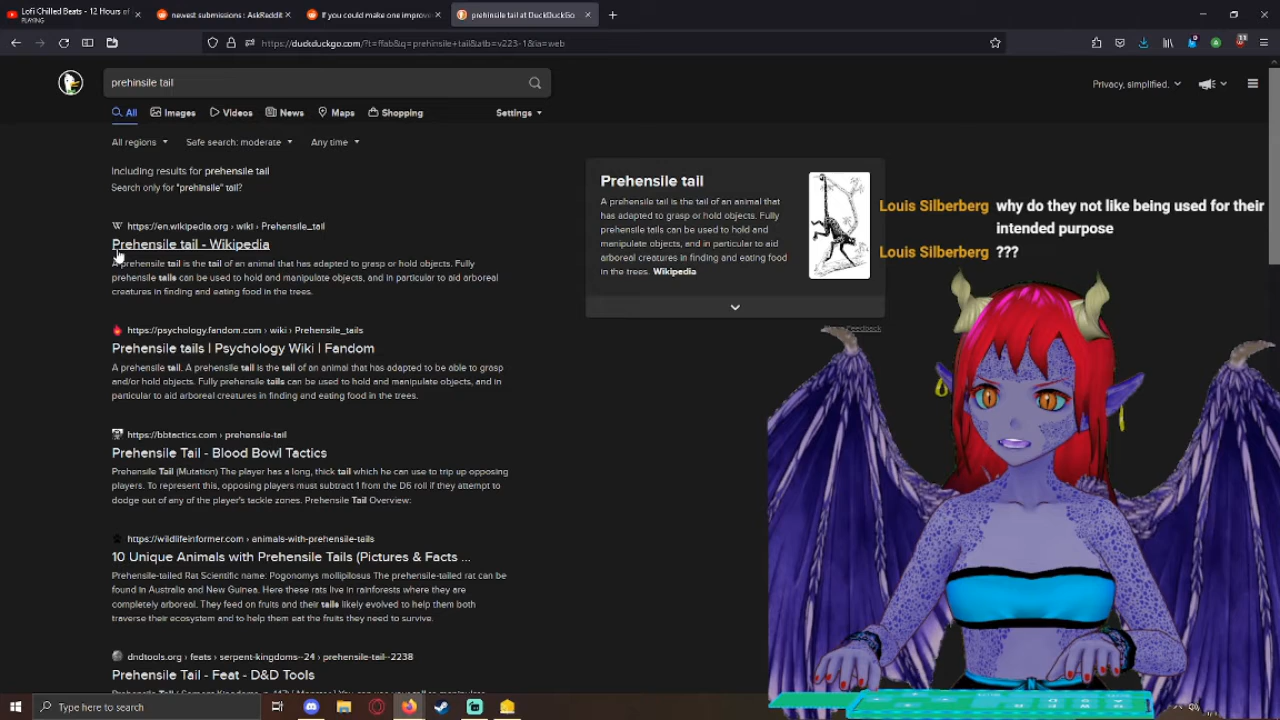 Lofi Chilled Beats - 12 Hours of
PLAYING
newest submissions : AskReddit
If you could make one improve
prehinsile tail at DuckDuckGo
https://duckduckgo.com/?t=ffab&q=prehinsile+tail&atb=v223-1&ia=web
11
prehinsile tail
Privacy, simplified.
All
Images
Videos
News
Maps
Shopping
Settings
All regions
Safe search: moderate
Any time
Including results for prehensile tail
Search only for "prehinsile" tail?
W https://en.wikipedia.org › wiki › Prehensile_tail
Prehensile tail - Wikipedia
A prehensile tail is the tail of an animal that has adapted to grasp or hold objects. Fully
prehensile tails can be used to hold and manipulate objects, and in particular to aid arboreal
creatures in finding and eating food in the trees.
https://psychology.fandom.com › wiki › Prehensile_tails
Prehensile tails | Psychology Wiki | Fandom
A prehensile tail. A prehensile tail is the tail of an animal that has adapted to be able to grasp
and/or hold objects. Fully prehensile tails can be used to hold and manipulate objects, and in
particular to aid arboreal creatures in finding and eating food in the trees.
https://bbtactics.com › prehensile-tail
Prehensile Tail - Blood Bowl Tactics
Prehensile Tail (Mutation) The player has a long, thick tail which he can use to trip up opposing
players. To represent this, opposing players must subtract 1 from the D6 roll if they attempt to
dodge out of any of the player's tackle zones. Prehensile Tail Overview:
https://wildlifeinformer.com › animals-with-prehensile-tails
10 Unique Animals with Prehensile Tails (Pictures & Facts ...
Prehensile-tailed Rat Scientific name: Pogonomys mollipilosus The prehensile-tailed rat can be
found in Australia and New Guinea. Here these rats live in rainforests where they are
completely arboreal. They feed on fruits and their tails likely evolved to help them both
traverse their ecosystem and to help them eat the fruits they need to survive.
dndtools.org › feats › serpent-kingdoms--24 › prehensile-tail--2238
Prehensile Tail - Feat - D&D Tools
Prehensile tail
A prehensile tail is the tail of an animal that
has adapted to grasp or hold objects. Fully
prehensile tails can be used to hold and
manipulate objects, and in particular to aid
arboreal creatures in finding and eating food
in the trees. Wikipedia
Feedback
Louis Silberberg why do they not like being used for their
intended purpose
Louis Silberberg ???
Type here to search